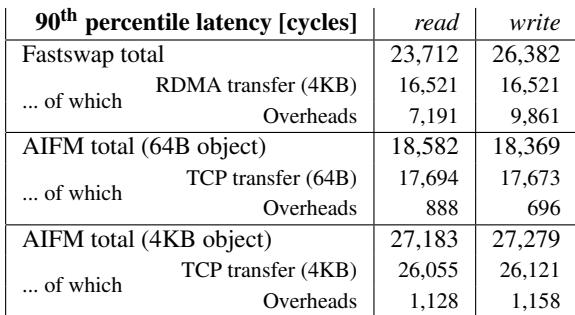 90th percentile latency [cycles] read write
Fastswap total 23,712 26,382
... of which RDMA transfer (4KB) 16,521 16,521
Overheads 7,191 9,861
AIFM total (64B object) 18,582 18,369
... of which TCP transfer (64B) 17,694 17,673
Overheads 888 696
AIFM total (4KB object) 27,183 27,279
... of which TCP transfer (4KB) 26,055 26,121
Overheads 1,128 1,158